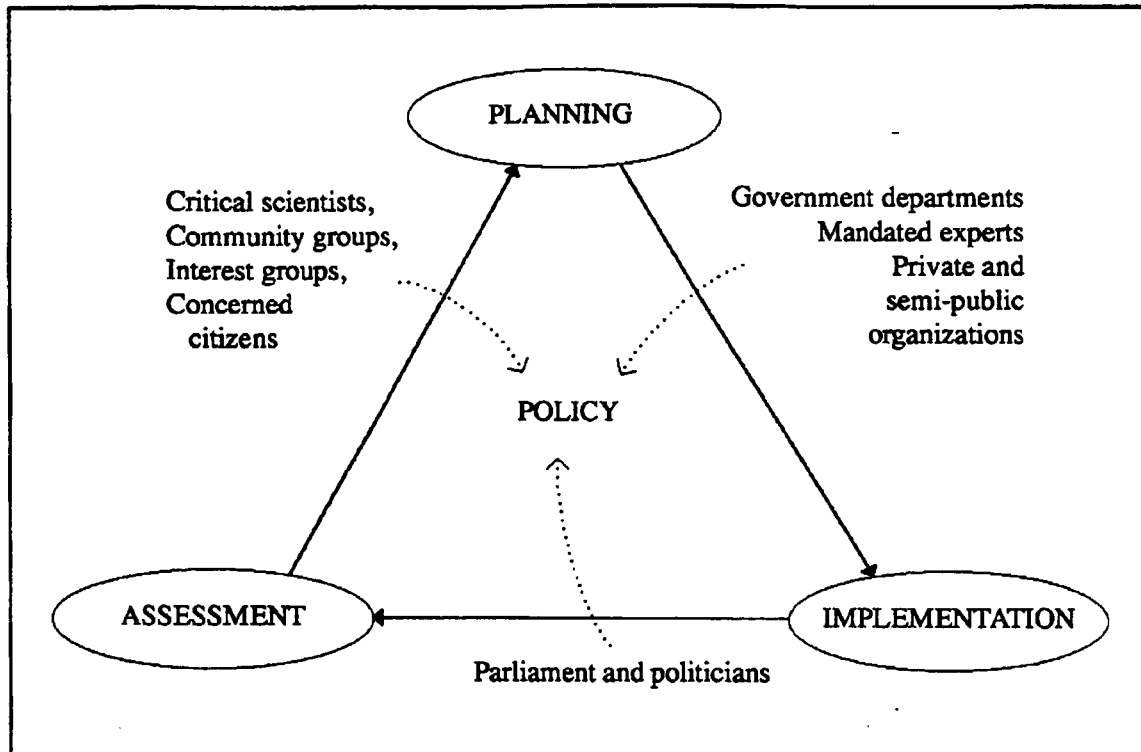 PLANNING
Critical scientists,
Community groups,
Interest groups,
Concerned
citizens
Government departments
Mandated experts
Private and
semi-public
organizations
POLICY
ASSESSMENT
IMPLEMENTATION
Parliament and politicians